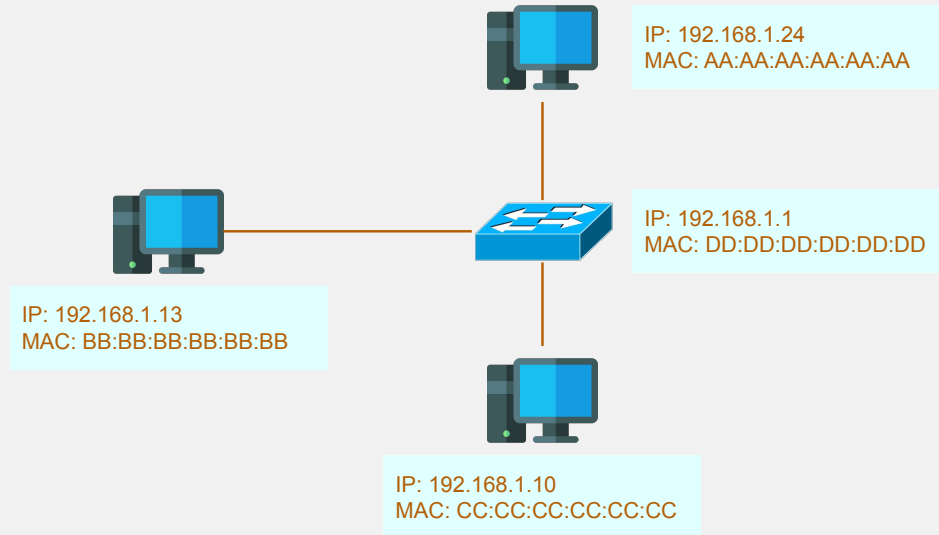 IP: 192.168.1.24
MAC: AA:AA:AA:AA:AA:AA
IP: 192.168.1.1
MAC: DD:DD:DD:DD:DD:DD
IP: 192.168.1.13
MAC: BB:BB:BB:BB:BB:BB
IP: 192.168.1.10
MAC: CC:CC:CC:CC:CC:CC